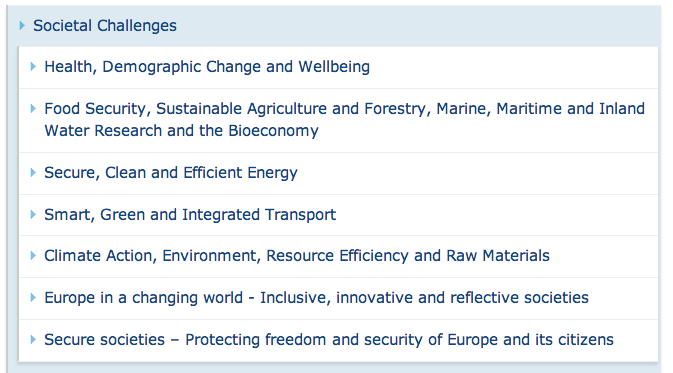 Societal Challenges
Health, Demographic Change and Wellbeing
Food Security, Sustainable Agriculture and Forestry, Marine, Maritime and Inland
Water Research and the Bioeconomy
Secure, Clean and Efficient Energy
Smart, Green and Integrated Transport
Climate Action, Environment, Resource Efficiency and Raw Materials
Europe in a changing world - Inclusive, innovative and reflective societies
Secure societies – Protecting freedom and security of Europe and its citizens